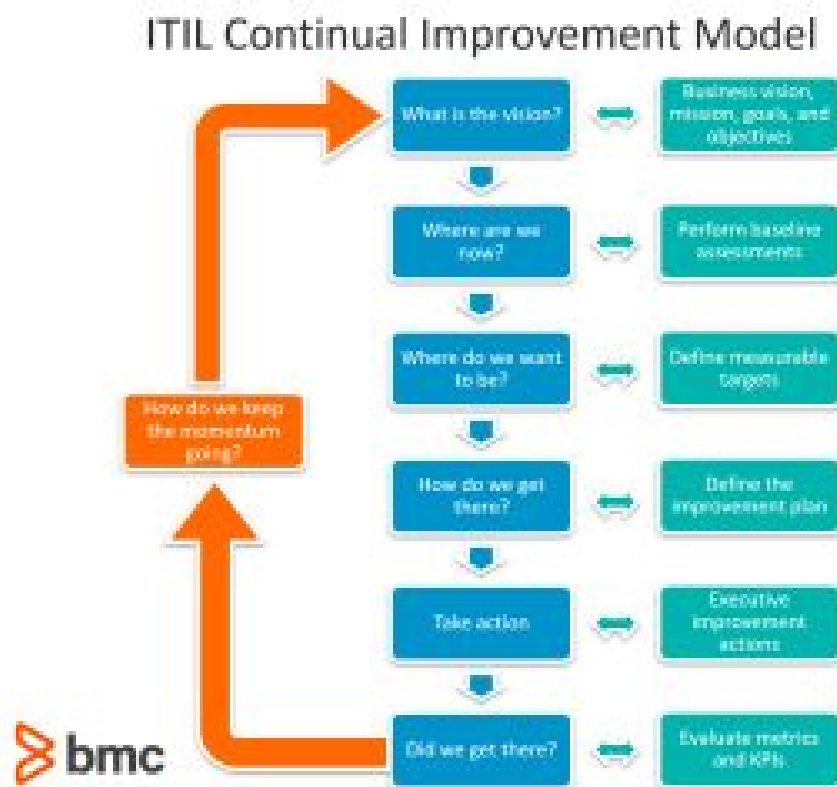 ITIL Continual Improvement Model
What is the vision?
Business vision,
mission, goals, and
objectives
Where are we
now?
Perform baseline
assessments
Where do we want
to be?
Define measurable
targets
How do we keep
the momentum
going?
How do we get
there?
Define the
improvement plan
Take action
Executive
improvement
actions
Did we get there?
Evaluate metrics
and KPIs
bmc